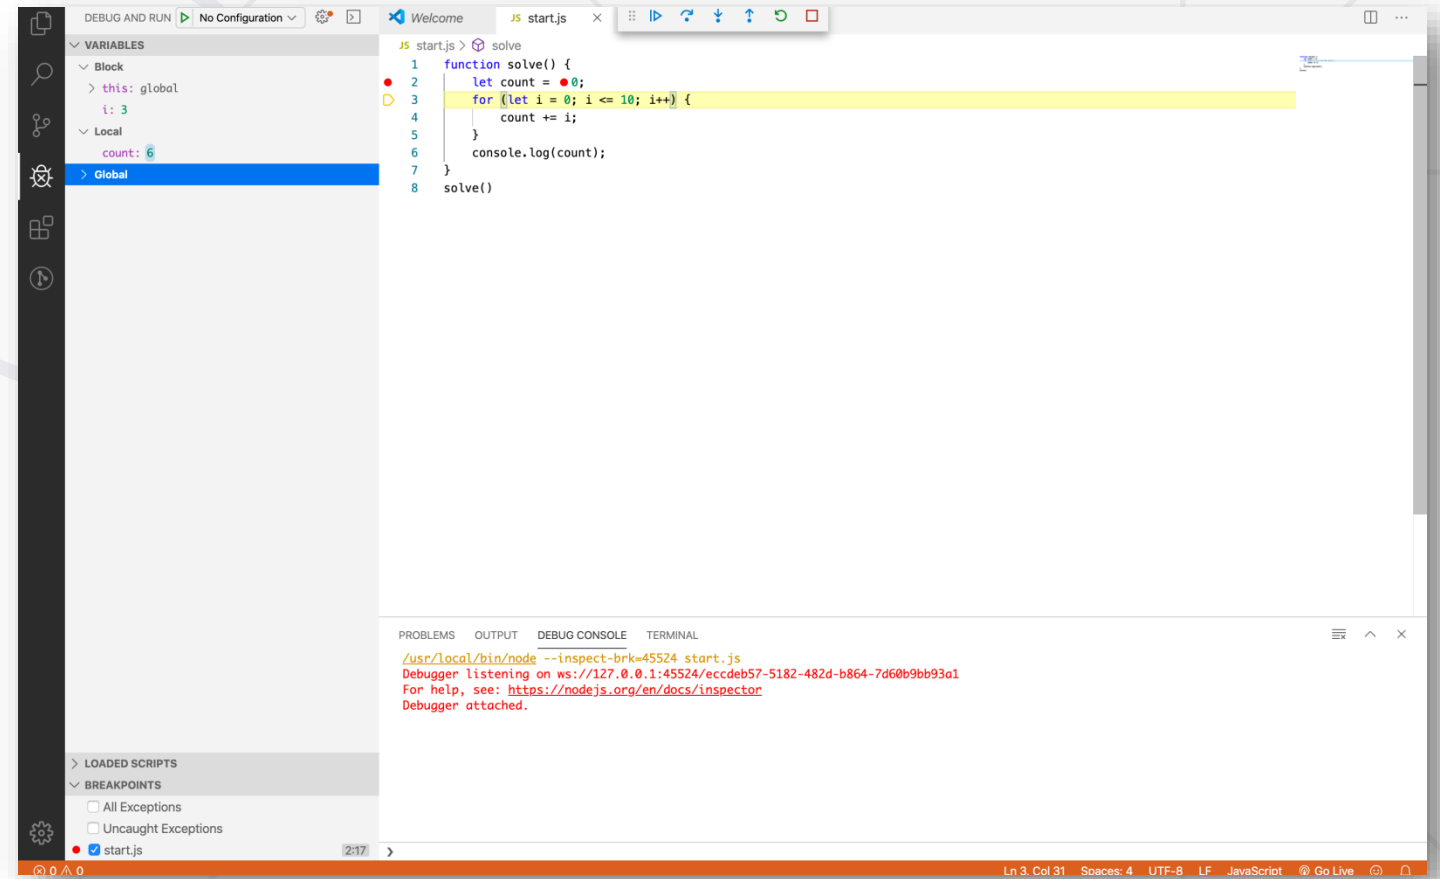 DEBUG AND RUN No Configuration
VARIABLES
Block
this: global
i: 3
Local
count: 6
Global
LOADED SCRIPTS
BREAKPOINTS
All Exceptions
Uncaught Exceptions
start.js 2:17
Welcome JS start.js
JS start.js > solve
1 function solve() {
2 let count = 0;
3 for (let i = 0; i <= 10; i++) {
4 count += i;
5 }
6 console.log(count);
7 }
8 solve()
PROBLEMS OUTPUT DEBUG CONSOLE TERMINAL
/usr/local/bin/node --inspect-brk=45524 start.js
Debugger listening on ws://127.0.0.1:45524/eccdeb57-5182-482d-b864-7d60b9bb93a1
For help, see: https://nodejs.org/en/docs/inspector
Debugger attached.
0 0 Ln 3, Col 31 Spaces: 4 UTF-8 LF JavaScript Go Live